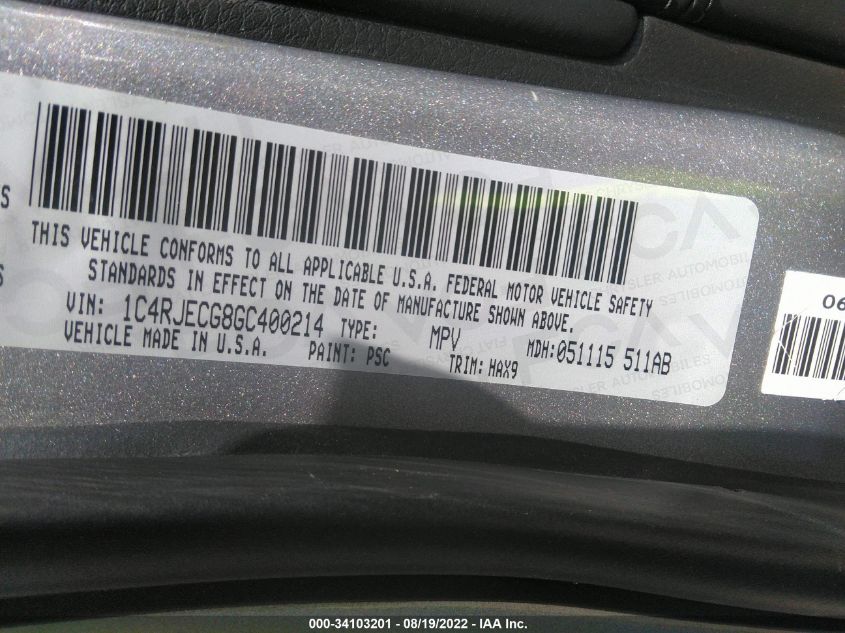 THIS VEHICLE CONFORMS TO ALL APPLICABLE U.S.A. FEDERAL MOTOR VEHICLE SAFETY
STANDARDS IN EFFECT ON THE DATE OF MANUFACTURE SHOWN ABOVE.
VIN: 1C4RJECG8GC400214 TYPE: MPV MDH:051115 511AB
VEHICLE MADE IN U.S.A. PAINT: PSC TRIM: HAX9
S
S
06
000-34103201 - 08/19/2022 - IAA Inc.